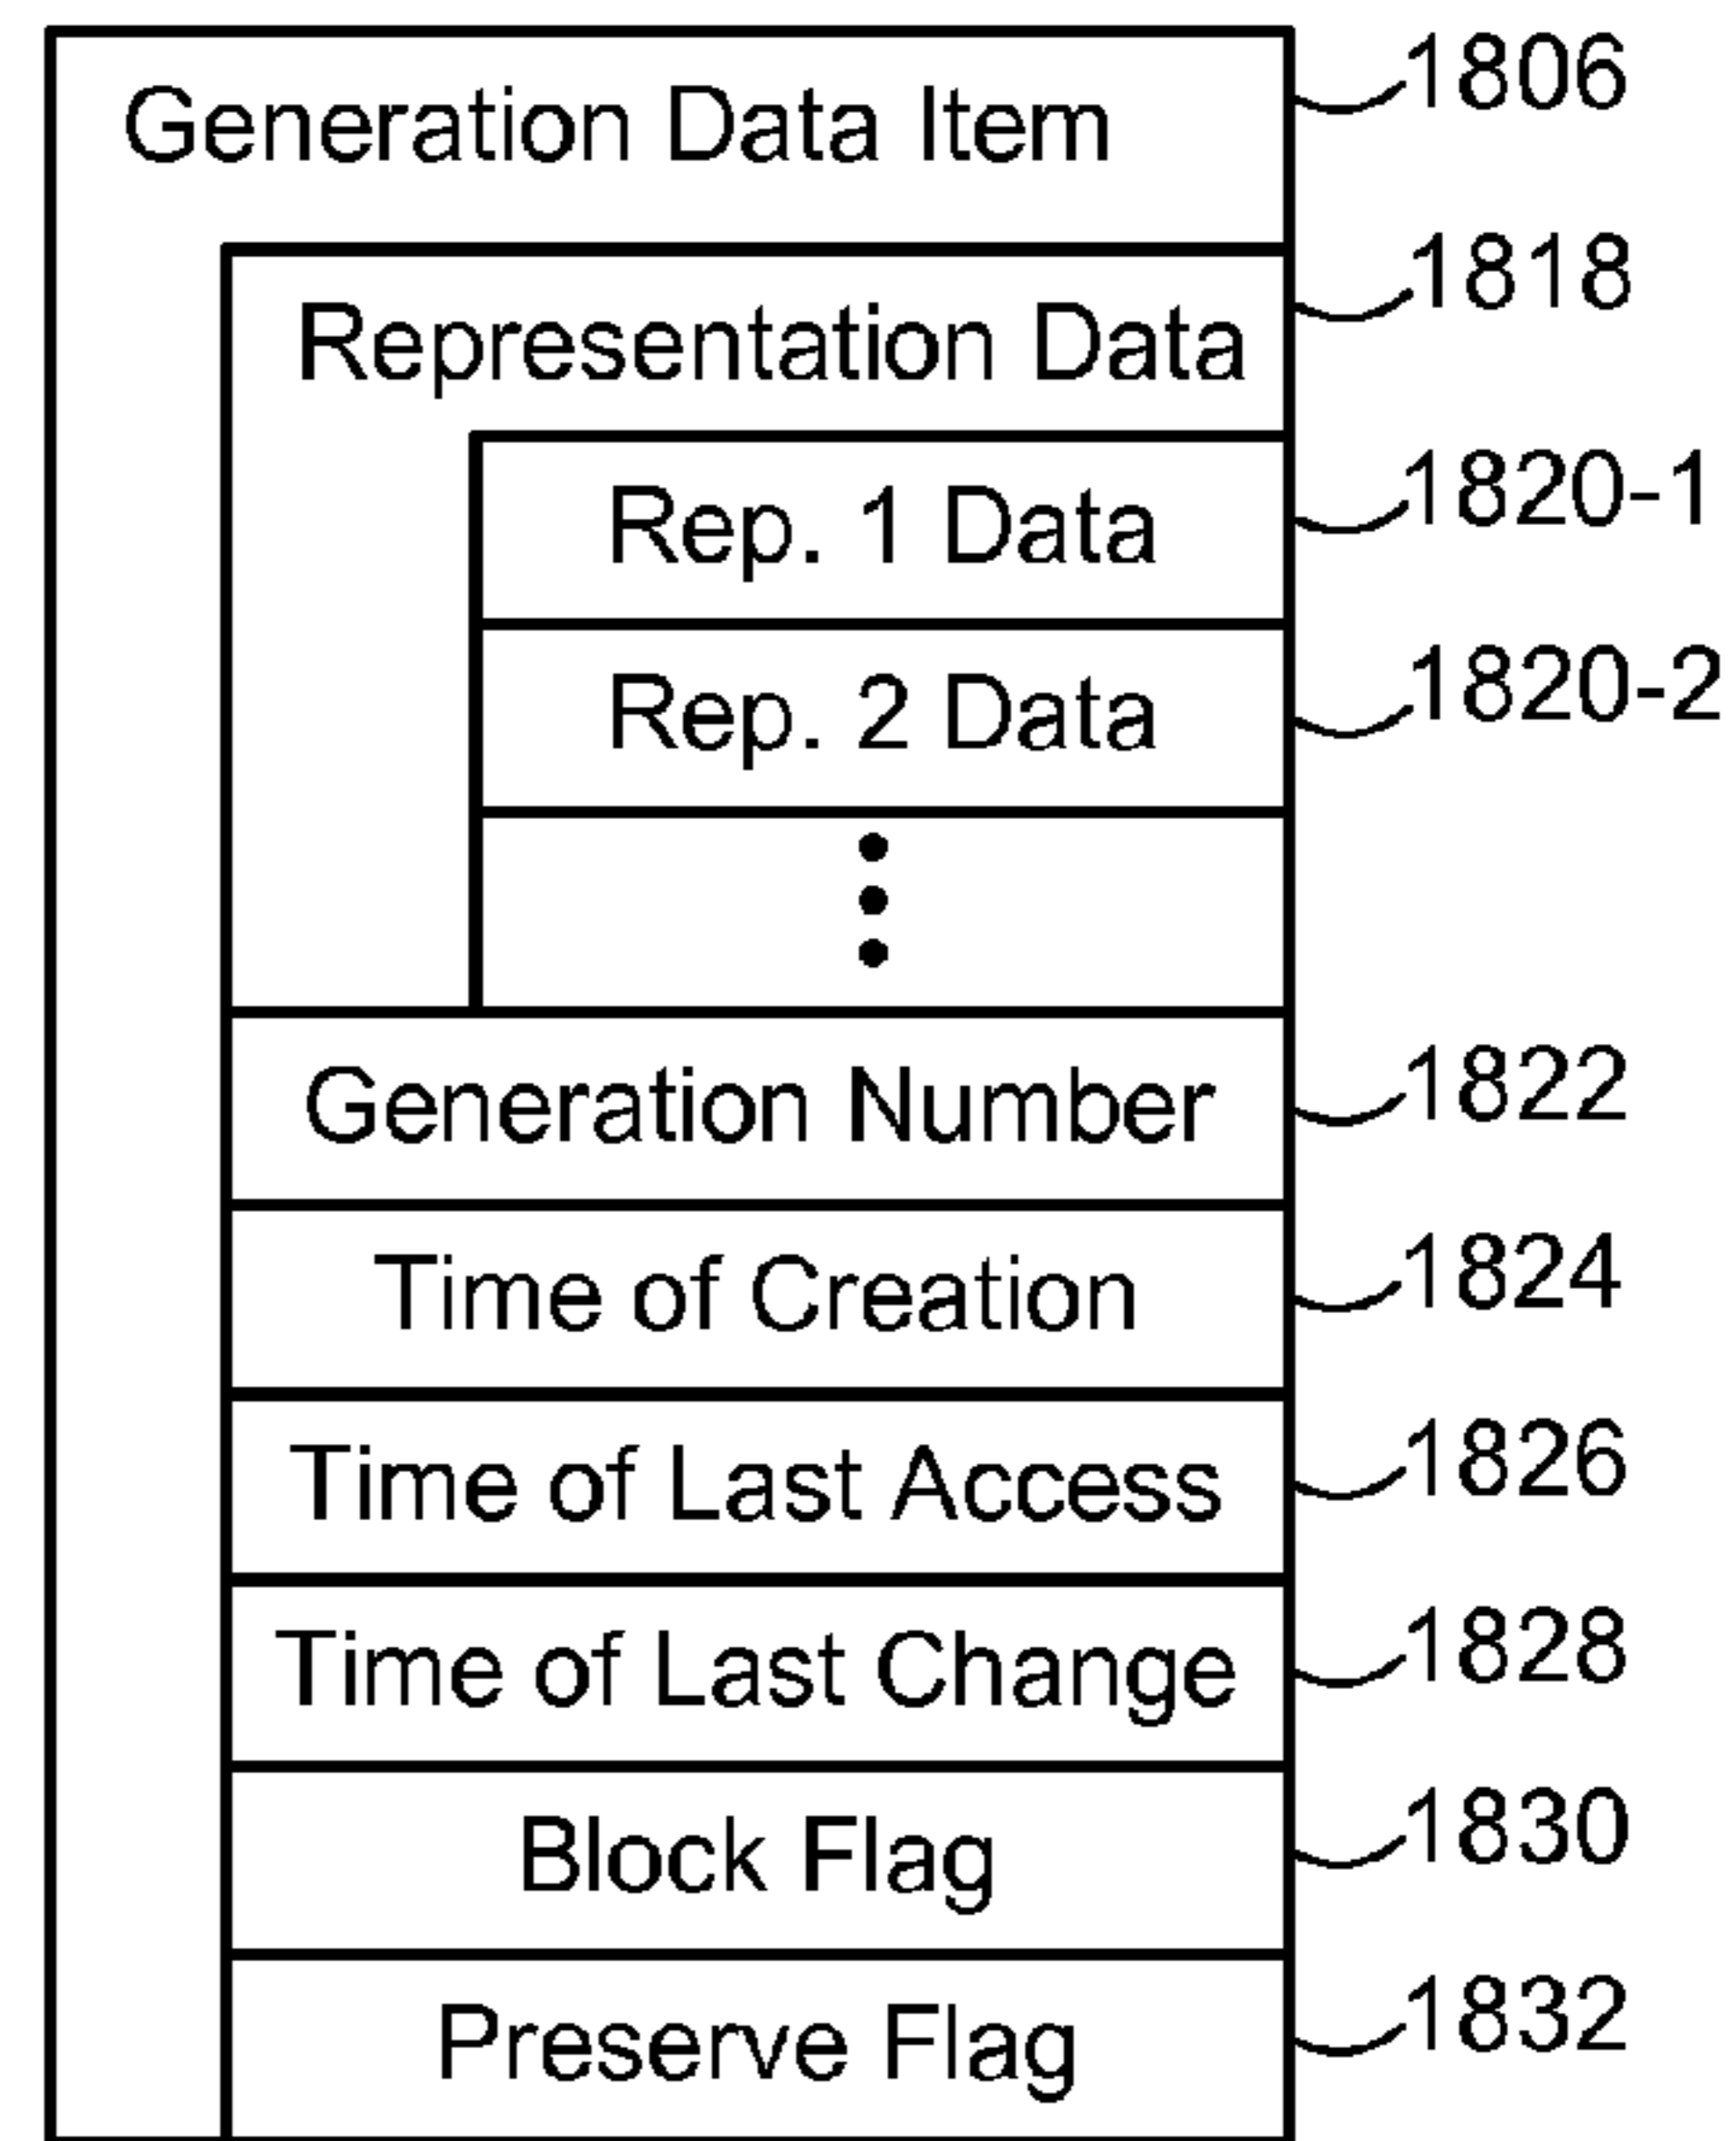 Generation Data Item 1806
Representation Data 1818
Rep. 1 Data 1820-1
Rep. 2 Data 1820-2
Generation Number 1822
Time of Creation 1824
Time of Last Access 1826
Time of Last Change 1828
Block Flag 1830
Preserve Flag 1832